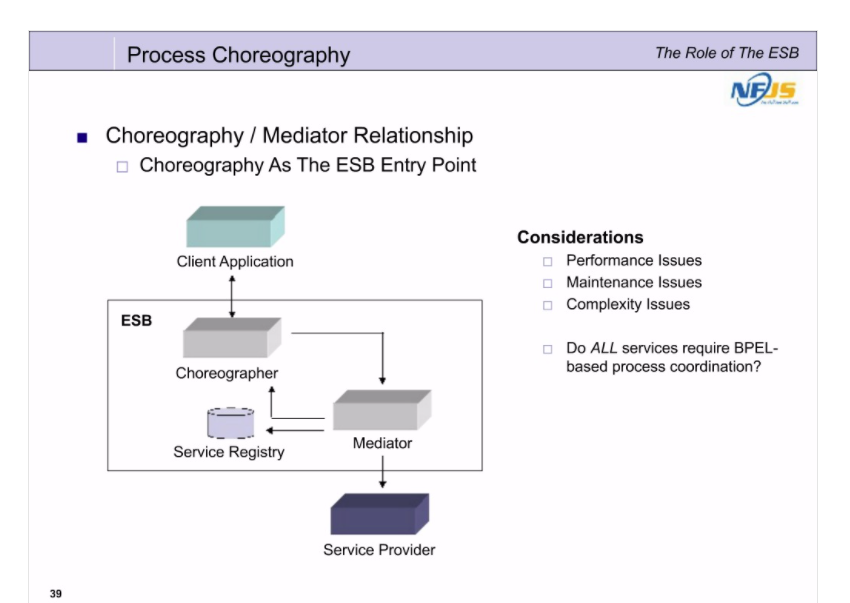 Process Choreography
The Role of The ESB
NFJS
Choreography / Mediator Relationship
Choreography As The ESB Entry Point
Client Application
ESB
Choreographer
Service Registry
Mediator
Service Provider
Considerations
Performance Issues
Maintenance Issues
Complexity Issues
Do ALL services require BPEL-
based process coordination?
39